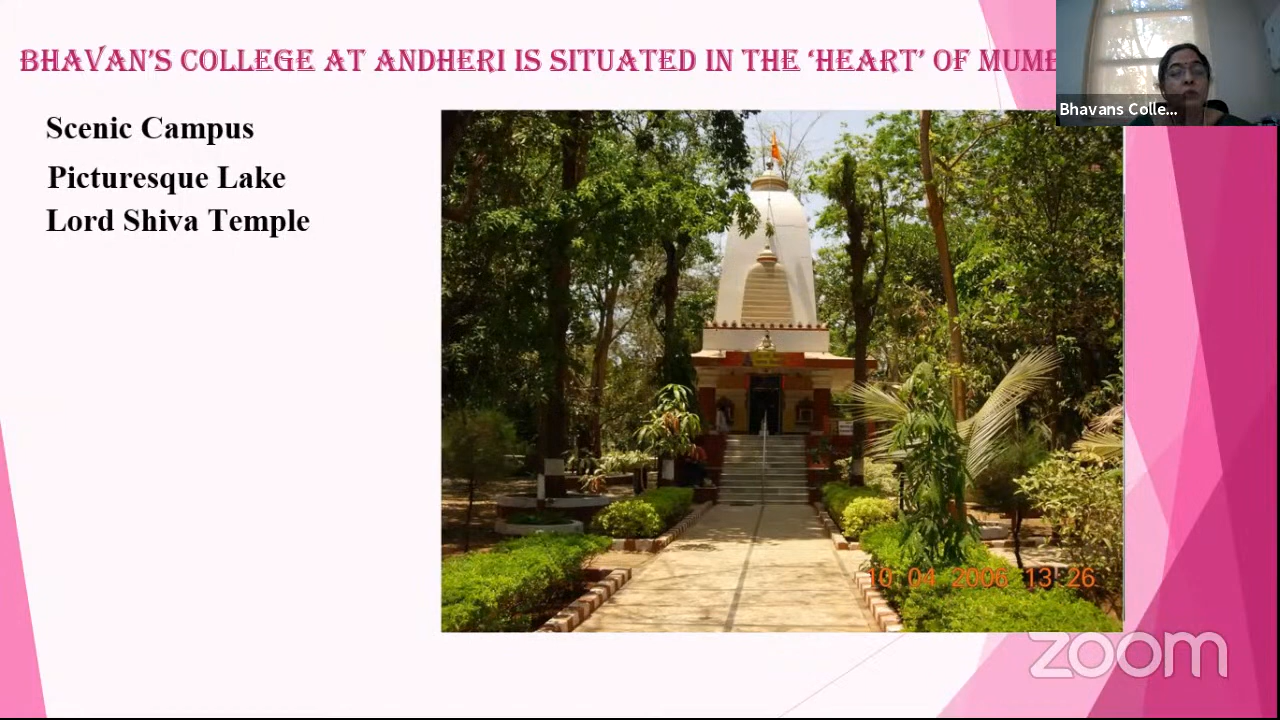 BHAVAN'S COLLEGE AT ANDHERI IS SITUATED IN THE 'HEART' OF
Bhavans Colle...
Scenic Campus
Picturesque Lake
Lord Shiva Temple
10 04 2006 13 26
zoom